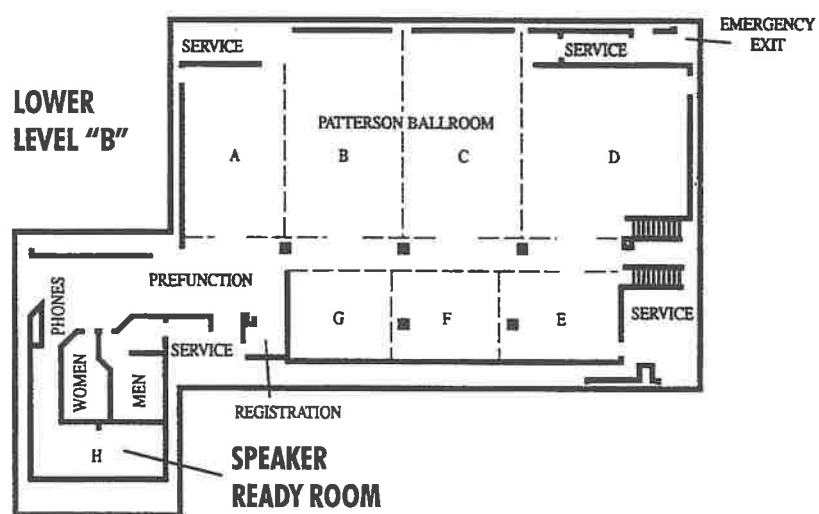 EMERGENCY
EXIT
SERVICE
SERVICE
LOWER
LEVEL "B"
PATTERSON BALLROOM
A
B
C
D
PREFUNCTION
PHONES
G
F
E
SERVICE
SERVICE
WOMEN
MEN
REGISTRATION
H
SPEAKER
READY ROOM